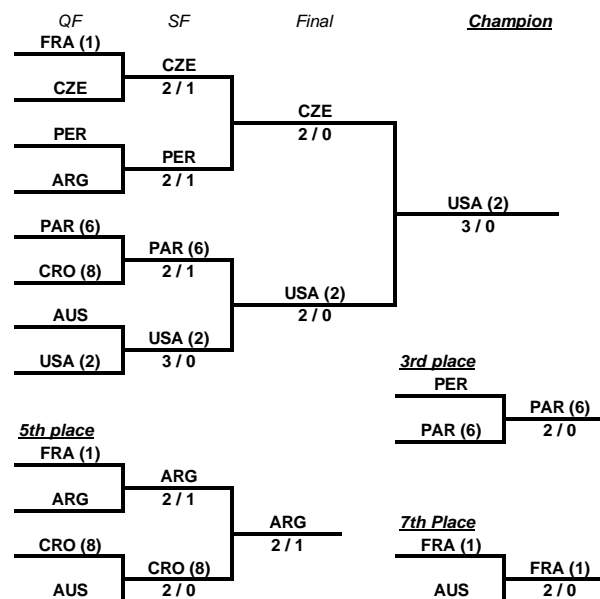 QF SF Final Champion
FRA (1)
CZE
2 / 1
CZE
CZE
2 / 0
PER
PER
2 / 1
ARG
USA (2)
3 / 0
PAR (6)
PAR (6)
2 / 1
CRO (8)
USA (2)
2 / 0
AUS
USA (2)
3 / 0
USA (2)
3rd place
PER
PAR (6)
2 / 0
PAR (6)
5th place
FRA (1)
ARG
2 / 1
ARG
ARG
2 / 1
CRO (8)
CRO (8)
2 / 0
AUS
7th Place
FRA (1)
FRA (1)
2 / 0
AUS